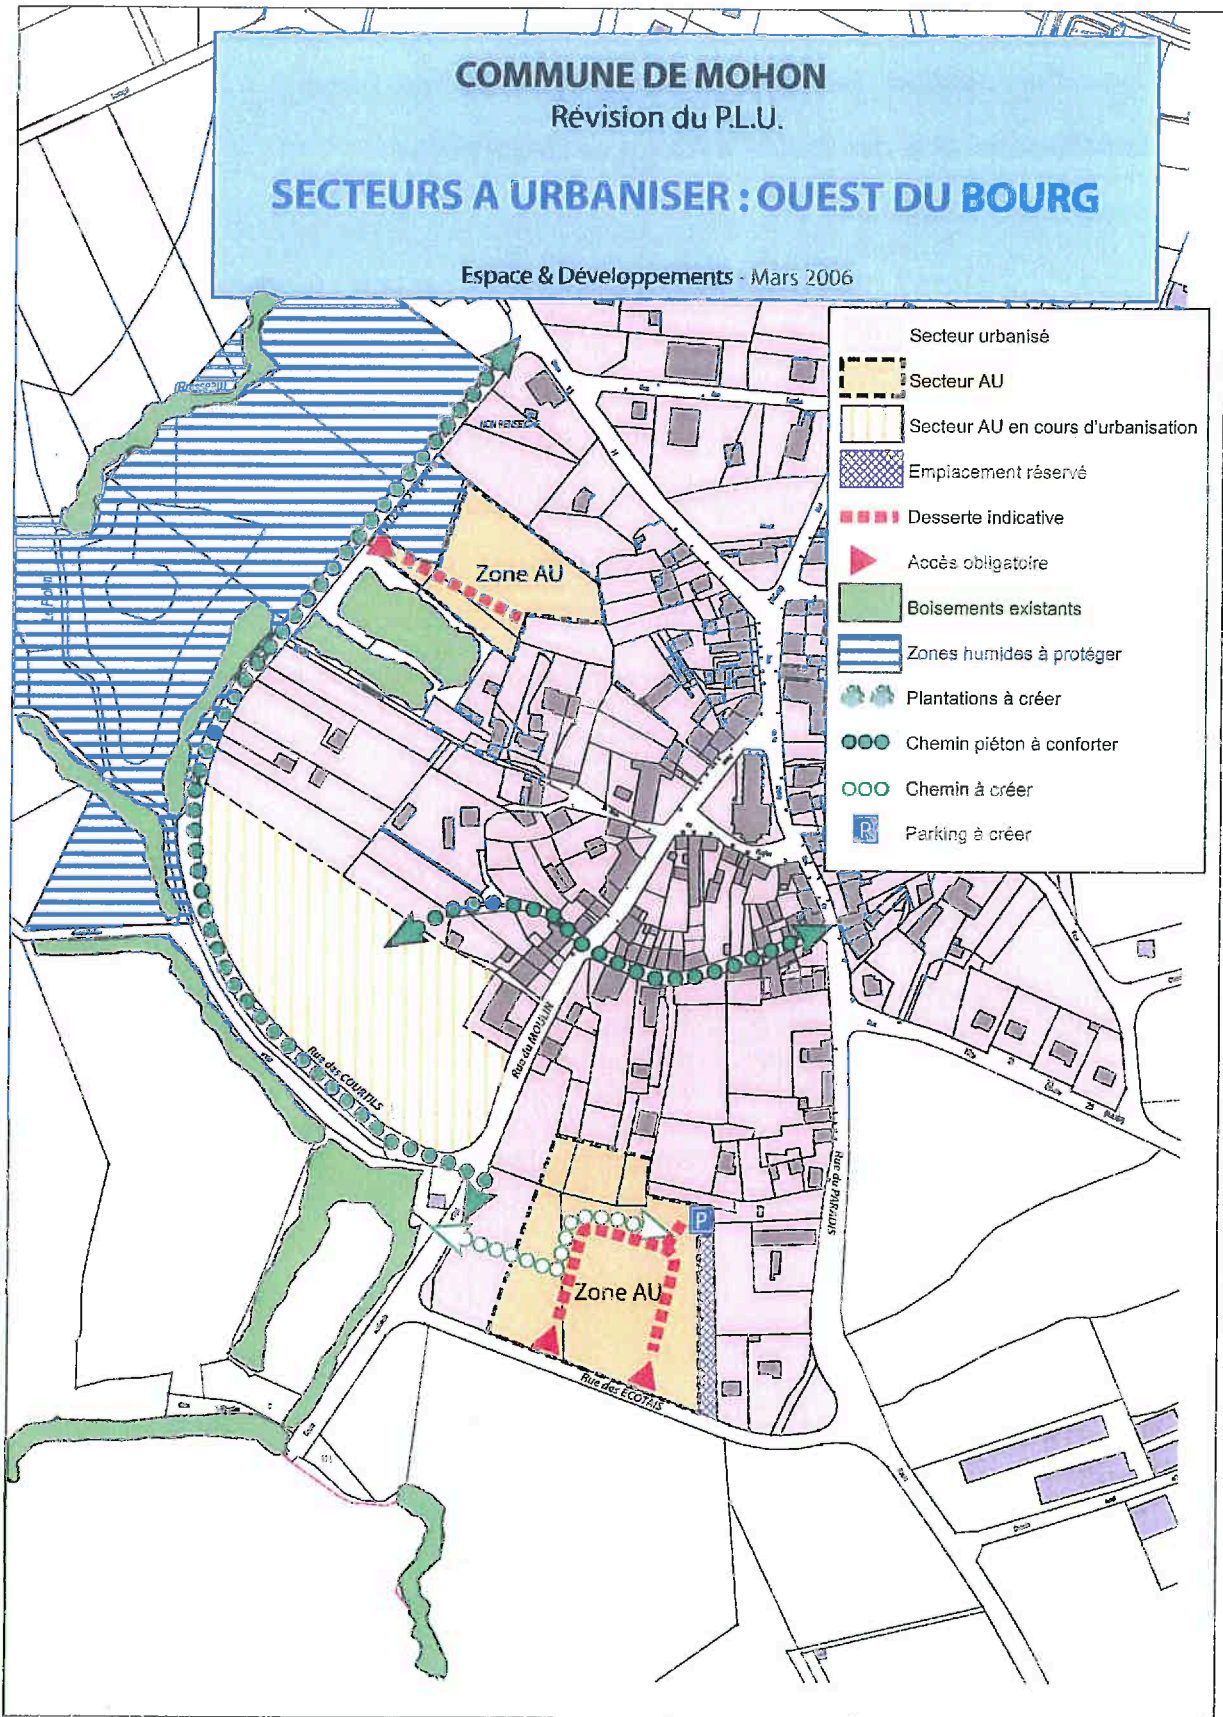 COMMUNE DE MOHON
Révision du P.L.U.
SECTEURS A URBANISER : OUEST DU BOURG
Espace & Développements - Mars 2006
Secteur urbanisé
Secteur AU
Secteur AU en cours d'urbanisation
Emplacement réservé
Desserte indicative
Accès obligatoire
Boisements existants
Zones humides à protéger
Plantations à créer
Chemin piéton à conforter
Chemin à créer
P
Parking à créer
NON RENSEIGNE
Zone AU
Rue du MOULIN
Rue des COURTILS
Rue du PARADIS
P
Zone AU
Rue des ECOTAIS